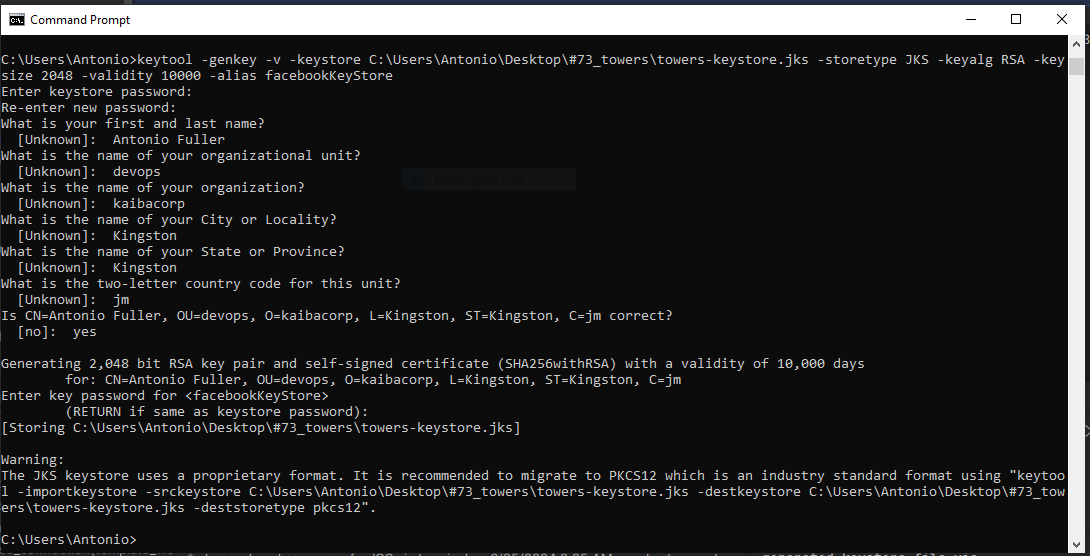 Command Prompt
C:\Users\Antonio>keytool -genkey -v -keystore C:\Users\Antonio\Desktop\#73_towers\towers-keystore.jks -storetype JKS -keyalg RSA -key
size 2048 -validity 10000 -alias facebookKeyStore
Enter keystore password:
Re-enter new password:
What is your first and last name?
[Unknown]: Antonio Fuller
What is the name of your organizational unit?
[Unknown]: devops
What is the name of your organization?
[Unknown]: kaibacorp
What is the name of your City or Locality?
[Unknown]: Kingston
What is the name of your State or Province?
[Unknown]: Kingston
What is the two-letter country code for this unit?
[Unknown]: jm
Is CN=Antonio Fuller, OU=devops, O=kaibacorp, L=Kingston, ST=Kingston, C=jm correct?
[no]: yes
Generating 2,048 bit RSA key pair and self-signed certificate (SHA256withRSA) with a validity of 10,000 days
for: CN=Antonio Fuller, OU=devops, O=kaibacorp, L=Kingston, ST=Kingston, C=jm
Enter key password for <facebookKeyStore>
(RETURN if same as keystore password):
[Storing C:\Users\Antonio\Desktop\#73_towers\towers-keystore.jks]
Warning:
The JKS keystore uses a proprietary format. It is recommended to migrate to PKCS12 which is an industry standard format using "keytoo
l -importkeystore -srckeystore C:\Users\Antonio\Desktop\#73_towers\towers-keystore.jks -destkeystore C:\Users\Antonio\Desktop\#73_tow
ers\towers-keystore.jks -deststoretype pkcs12".
C:\Users\Antonio>